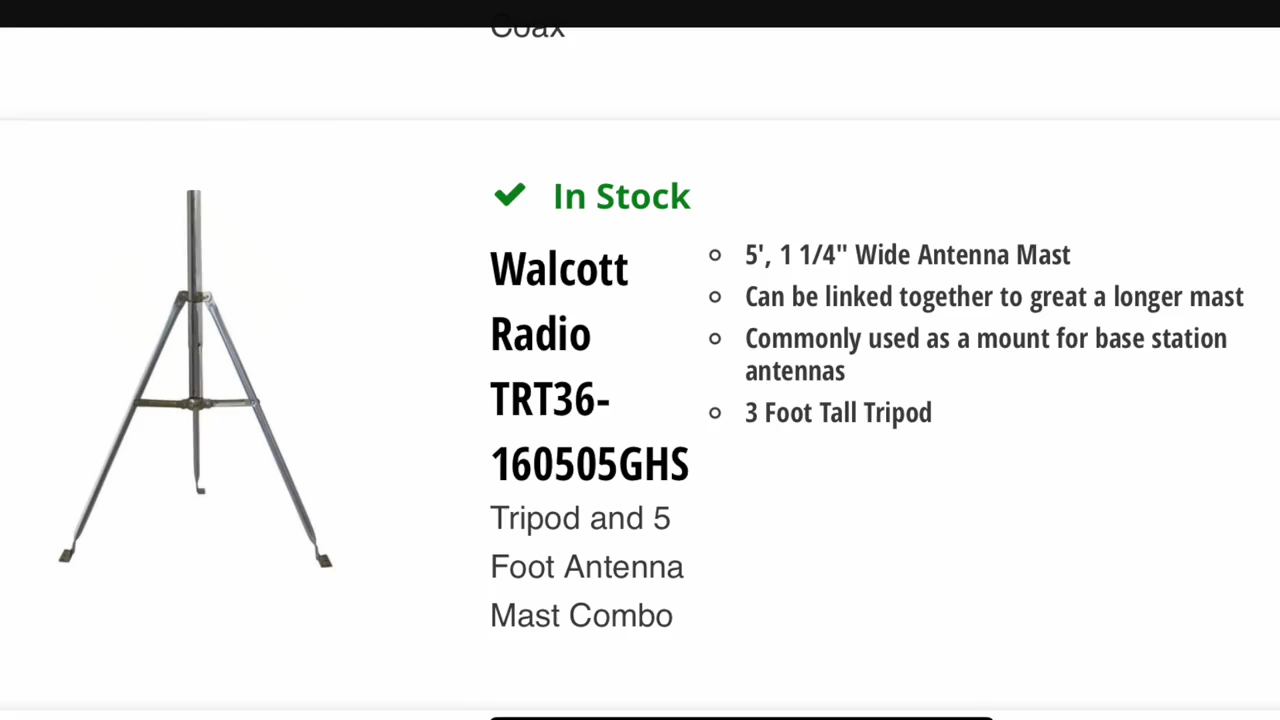 Coax
In Stock
Walcott
Radio
TRT36-
160505GHS
Tripod and 5
Foot Antenna
Mast Combo
5', 1 1/4" Wide Antenna Mast
Can be linked together to great a longer mast
Commonly used as a mount for base station
antennas
3 Foot Tall Tripod